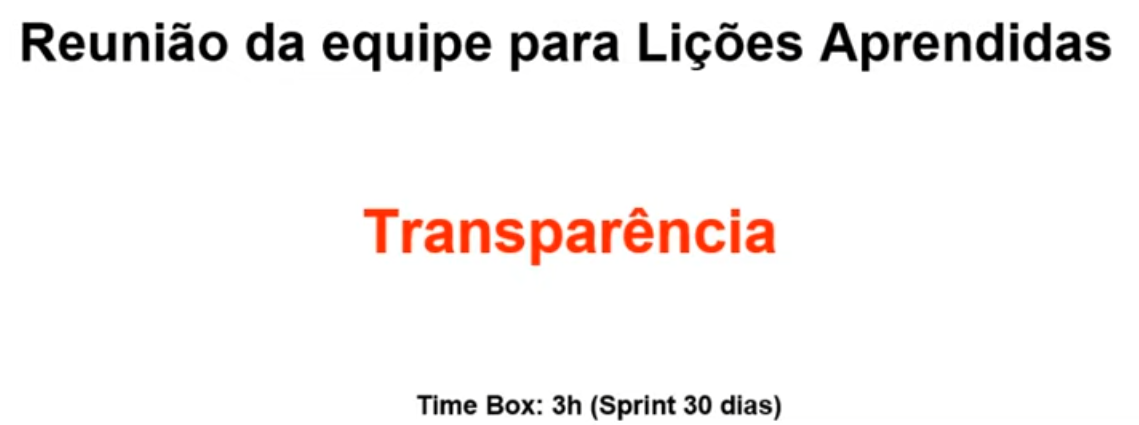 Reunião da equipe para Lições Aprendidas
Transparência
Time Box: 3h (Sprint 30 dias)